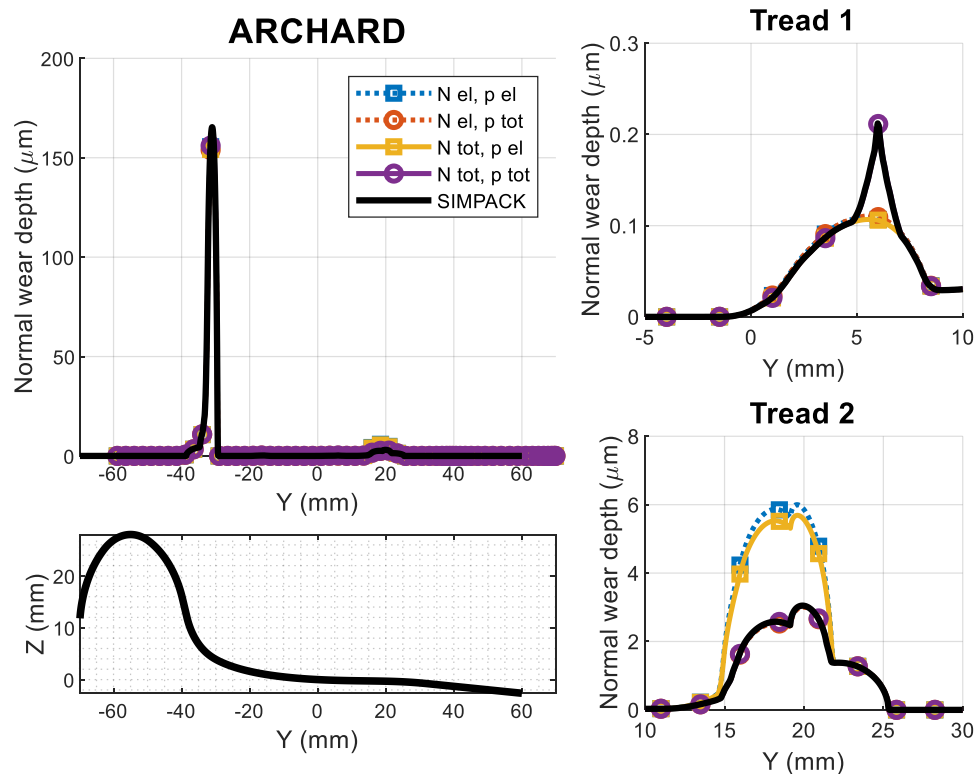 ARCHARD
Normal wear depth (μm)
200
150
100
50
0
-60 -40 -20 0 20 40 60
Y (mm)
N el, p el
N el, p tot
N tot, p el
N tot, p tot
SIMPACK
Z (mm)
20
10
0
-60 -40 -20 0 20 40 60
Y (mm)
Tread 1
Normal wear depth (μm)
0.3
0.2
0.1
0
-5 0 5 10
Y (mm)
Tread 2
Normal wear depth (μm)
8
6
4
2
0
10 15 20 25 30
Y (mm)